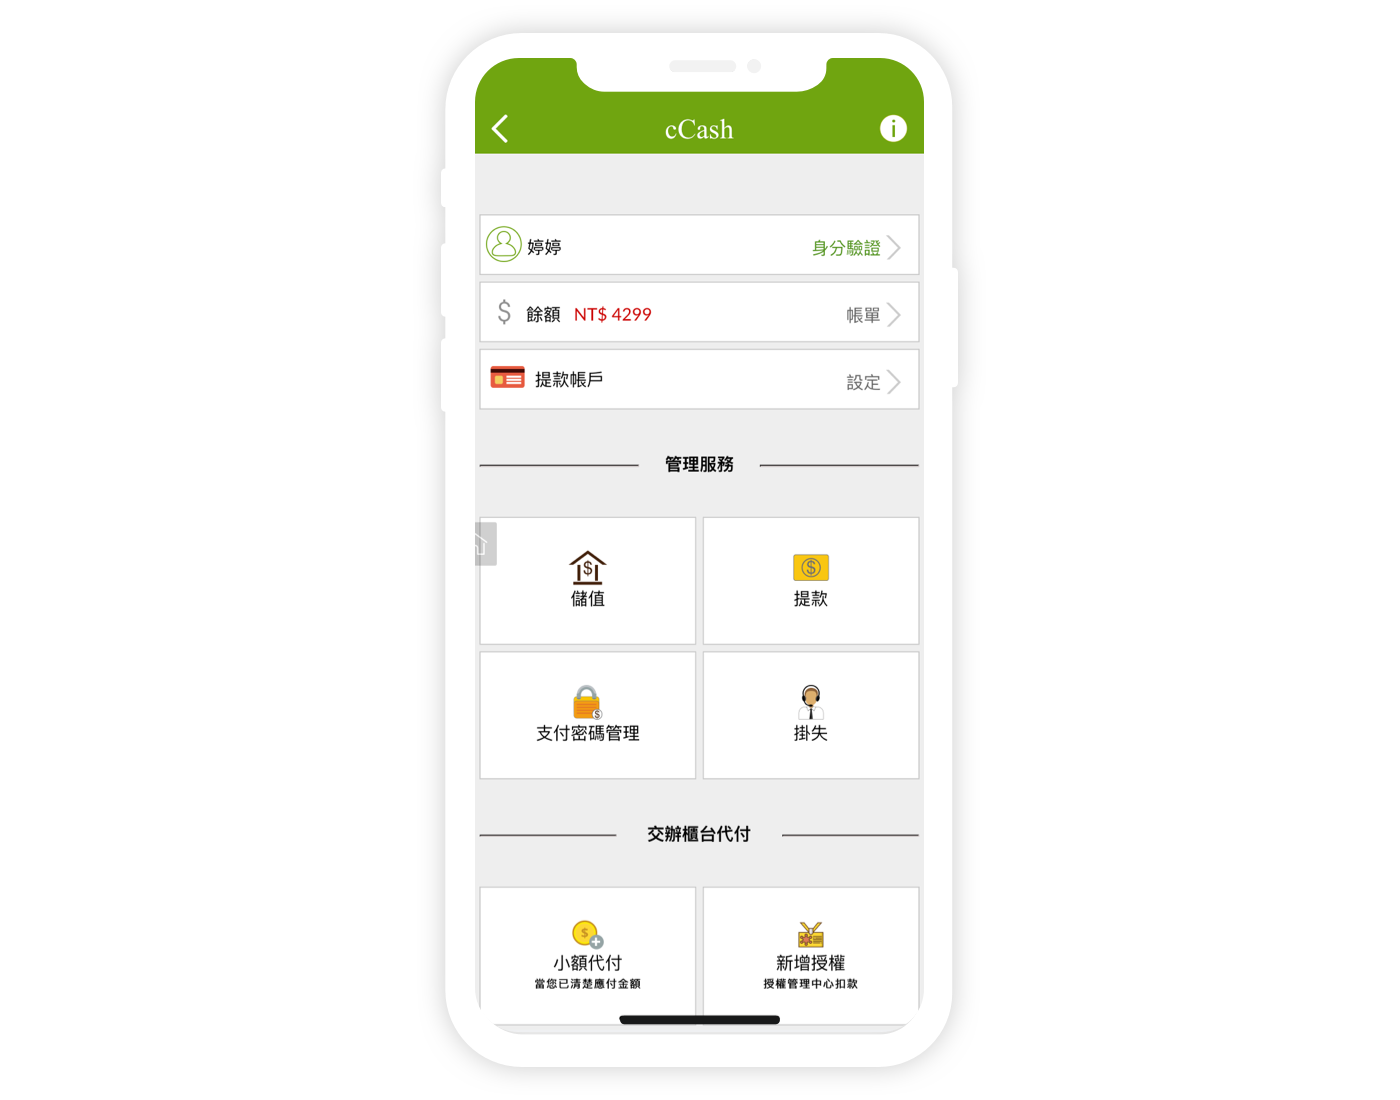 cCash
婷婷 身分驗證
$ 餘額 NT$ 4299 帳單
提款帳戶 設定
管理服務
儲值 提款
支付密碼管理 掛失
交辦櫃台代付
小額代付 新增授權
當您已清楚應付金額 授權管理中心扣款